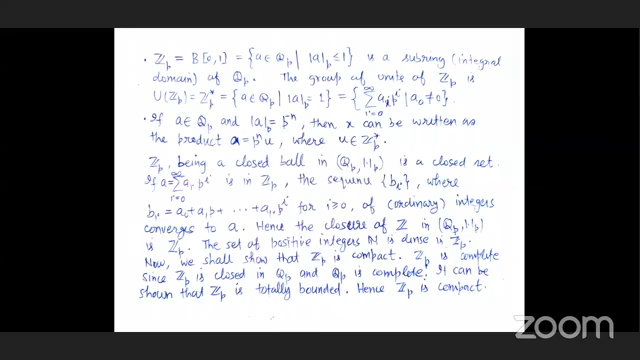 • ℤ_p = B[0,1] = {a ∈ ℚ_p | |a|_p ≤ 1} is a subring (integral
domain) of ℚ_p. The group of units of ℤ_p is
U(ℤ_p) = ℤ_p^* = {a ∈ ℚ_p | |a|_p = 1} = {∑_{i=0}^∞ a_i p^i | a_0 ≠ 0}.
• If a ∈ ℚ_p and |a|_p = p^{-n}, then x can be written as
the product a = p^n u, where u ∈ ℤ_p^*.
ℤ_p, being a closed ball in (ℚ_p, |.|_p) is a closed set.
If a = ∑_{i=0}^∞ a_i p^i is in ℤ_p, the sequence {b_i}, where
b_i = a_0 + a_1 p + ... + a_i p^i for i ≥ 0, of (ordinary) integers
converges to a. Hence the closure of ℤ in (ℚ_p, |.|_p)
is ℤ_p. The set of positive integers ℕ is dense in ℤ_p.
Now, we shall show that ℤ_p is compact. ℤ_p is complete
since ℤ_p is closed in ℚ_p and ℚ_p is complete. It can be
shown that ℤ_p is totally bounded. Hence ℤ_p is compact.
zoom